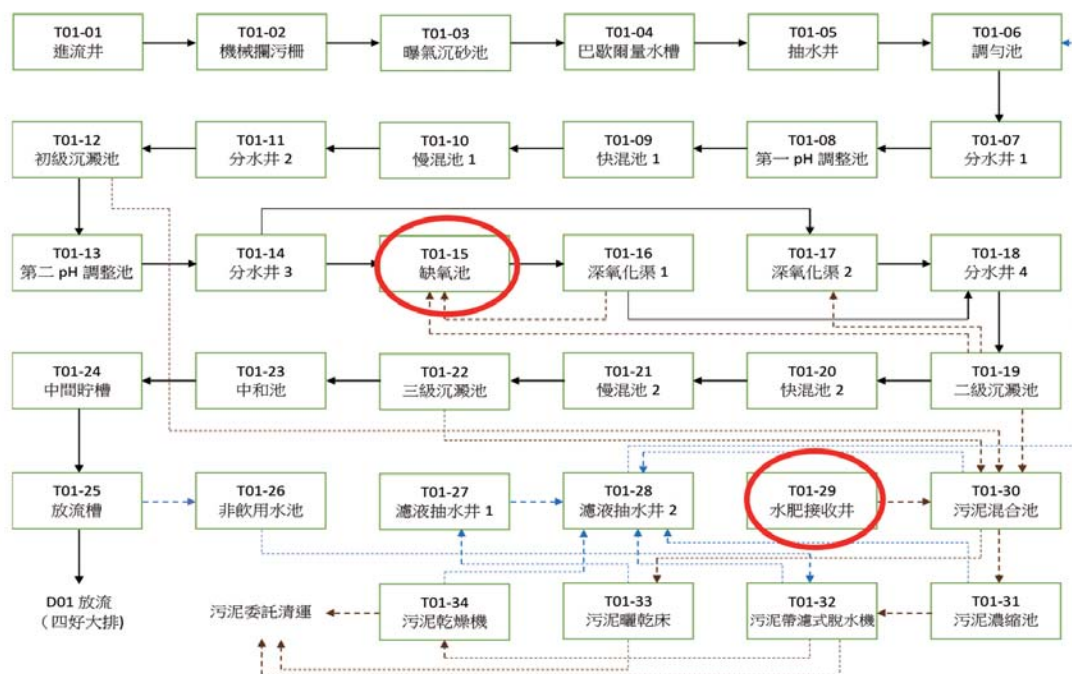 T01-01
進流井
T01-02
機械攔污柵
T01-03
曝氣沉砂池
T01-04
巴歇爾量水槽
T01-05
抽水井
T01-06
調勻池
T01-12
初級沉澱池
T01-11
分水井 2
T01-10
慢混池 1
T01-09
快混池 1
T01-08
第一 pH 調整池
T01-07
分水井 1
T01-13
第二 pH 調整池
T01-14
分水井 3
T01-15
缺氧池
T01-16
深氧化渠 1
T01-17
深氧化渠 2
T01-18
分水井 4
T01-24
中間貯槽
T01-23
中和池
T01-22
三級沉澱池
T01-21
慢混池 2
T01-20
快混池 2
T01-19
二級沉澱池
T01-25
放流槽
T01-26
非飲用水池
T01-27
濾液抽水井 1
T01-28
濾液抽水井 2
T01-29
水肥接收井
T01-30
污泥混合池
D01 放流
(四好大排)
污泥委託清運
T01-34
污泥乾燥機
T01-33
污泥曬乾床
T01-32
污泥帶濾式脫水機
T01-31
污泥濃縮池